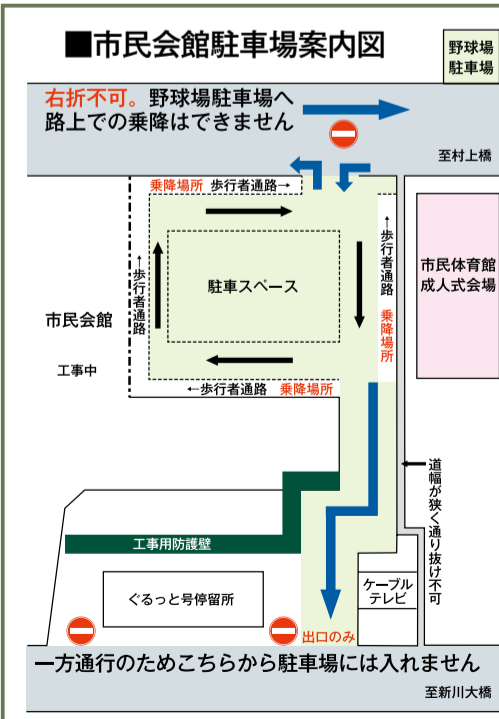 ■市民会館駐車場案内図
野球場
駐車場
右折不可。野球場駐車場へ
路上での乗降はできません
至村上橋
乗降場所 歩行者通路→
←歩行者通路
駐車スペース
←歩行者通路 乗降場所
市民体育館
成人式会場
市民会館
工事中
←歩行者通路 乗降場所
道幅が狭く通り抜け不可
工事用防護壁
ぐるっと号停留所
ケーブル
テレビ
出口のみ
一方通行のためこちらから駐車場には入れません
至新川大橋